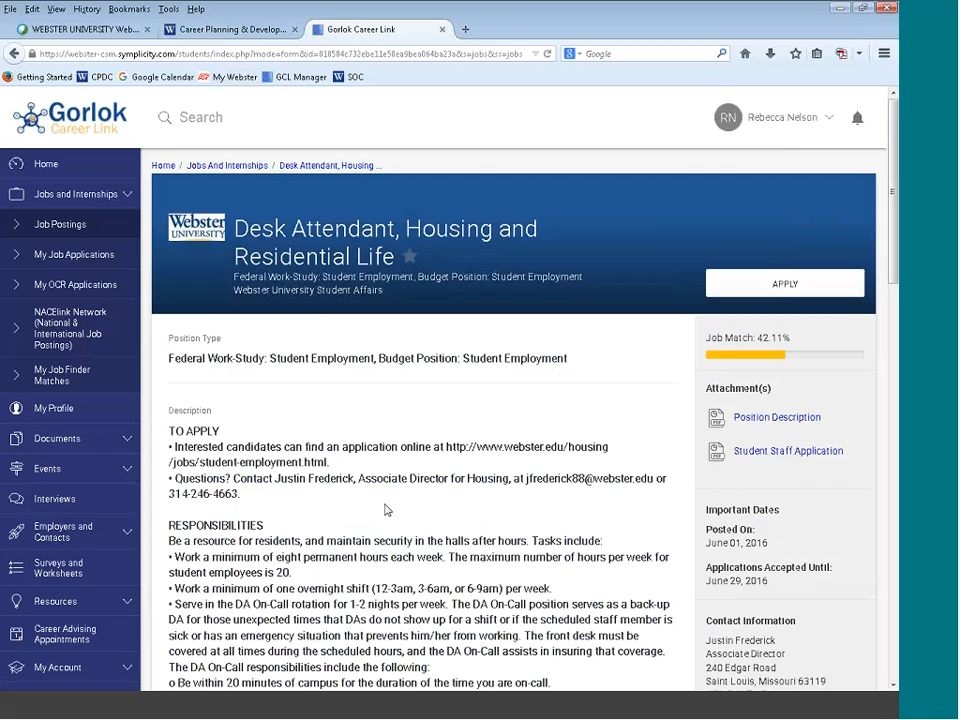 File Edit View History Bookmarks Tools Help
WEBSTER UNIVERSITY Web... × Career Planning & Develop... × Gorlok Career Link × +
https://webster-csm.symplicity.com/students/index.php?mode=form&id=818504c732ebe11e58ea9bea064ba23a&s=jobs&ss=jobs Google
Getting Started CPDC Google Calendar My Webster GCL Manager SOC
Gorlok
Career Link
Search
RN Rebecca Nelson
Home
Jobs and Internships
Job Postings
My Job Applications
My OCR Applications
NACElink Network
(National &
International Job
Postings)
My Job Finder
Matches
My Profile
Documents
Events
Interviews
Employers and
Contacts
Surveys and
Worksheets
Resources
Career Advising
Appointments
My Account
Home / Jobs And Internships / Desk Attendant, Housing ...
Webster
UNIVERSITY
Desk Attendant, Housing and
Residential Life
Federal Work-Study: Student Employment, Budget Position: Student Employment
Webster University Student Affairs
APPLY
Position Type
Federal Work-Study: Student Employment, Budget Position: Student Employment
Description
TO APPLY
• Interested candidates can find an application online at http://www.webster.edu/housing
/jobs/student-employment.html.
• Questions? Contact Justin Frederick, Associate Director for Housing, at jfrederick88@webster.edu or
314-246-4663.
RESPONSIBILITIES
Be a resource for residents, and maintain security in the halls after hours. Tasks include:
• Work a minimum of eight permanent hours each week. The maximum number of hours per week for
student employees is 20.
• Work a minimum of one overnight shift (12-3am, 3-6am, or 6-9am) per week.
• Serve in the DA On-Call rotation for 1-2 nights per week. The DA On-Call position serves as a back-up
DA for those unexpected times that DAs do not show up for a shift or if the scheduled staff member is
sick or has an emergency situation that prevents him/her from working. The front desk must be
covered at all times during the scheduled hours, and the DA On-Call assists in insuring that coverage.
The DA On-Call responsibilities include the following:
o Be within 20 minutes of campus for the duration of the time you are on-call.
Job Match: 42.11%
Attachment(s)
PDF Position Description
PDF Student Staff Application
Important Dates
Posted On:
June 01, 2016
Applications Accepted Until:
June 29, 2016
Contact Information
Justin Frederick
Associate Director
240 Edgar Road
Saint Louis, Missouri 63119